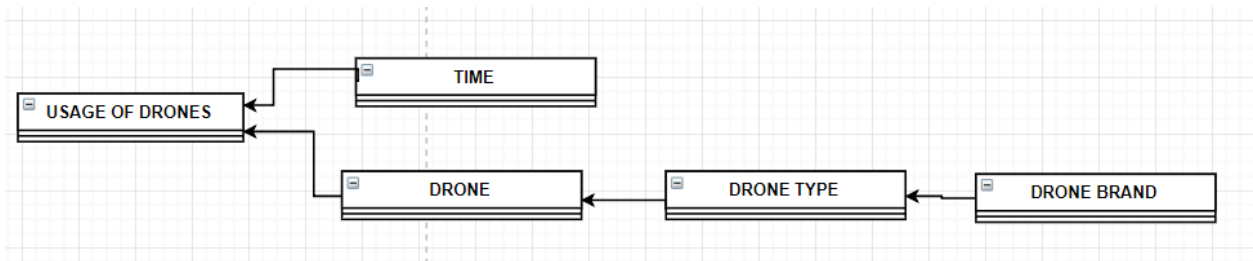 TIME
USAGE OF DRONES
DRONE
DRONE TYPE
DRONE BRAND